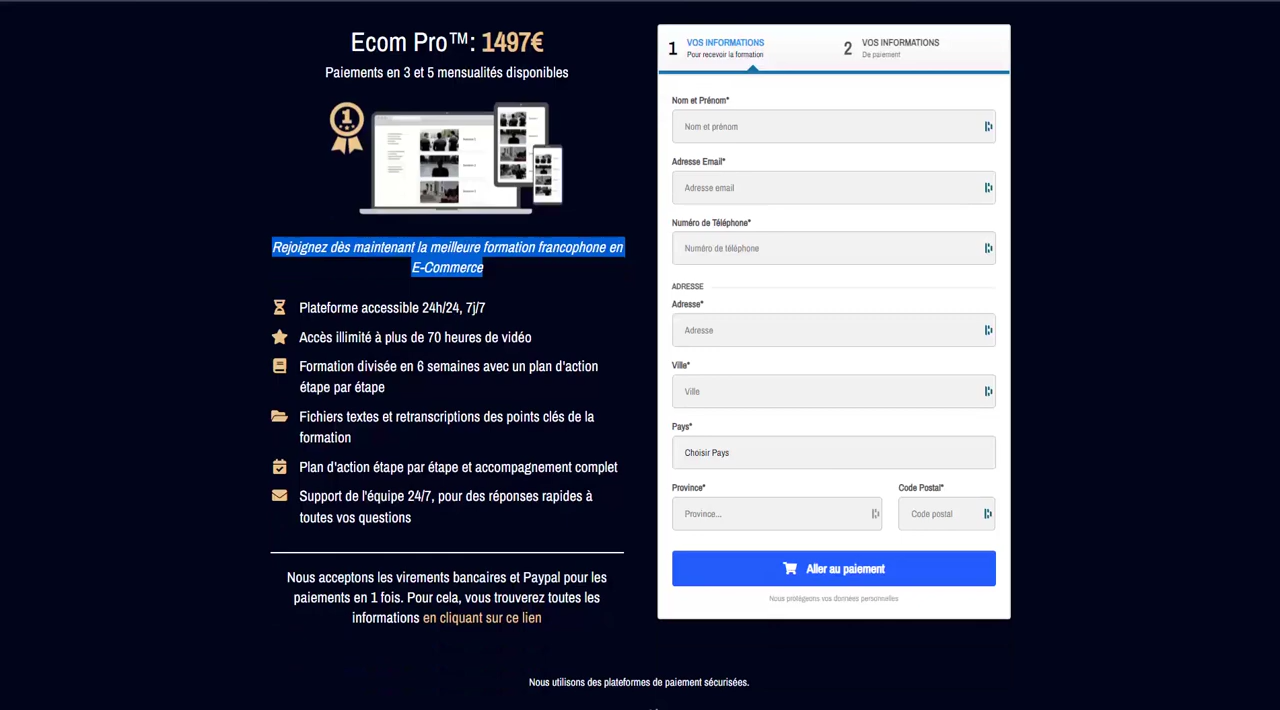 Ecom Pro™: 1497€
Paiements en 3 et 5 mensualités disponibles
1
Rejoignez dès maintenant la meilleure formation francophone en
E-Commerce
Plateforme accessible 24h/24, 7j/7
Accès illimité à plus de 70 heures de vidéo
Formation divisée en 6 semaines avec un plan d'action
étape par étape
Fichiers textes et retranscriptions des points clés de la
formation
Plan d'action étape par étape et accompagnement complet
Support de l'équipe 24/7, pour des réponses rapides à
toutes vos questions
Nous acceptons les virements bancaires et Paypal pour les
paiements en 1 fois. Pour cela, vous trouverez toutes les
informations en cliquant sur ce lien
1 VOS INFORMATIONS
Pour recevoir la formation
2 VOS INFORMATIONS
De paiement
Nom et Prénom*
Nom et prénom
Adresse Email*
Adresse email
Numéro de Téléphone*
Numéro de téléphone
ADRESSE
Adresse*
Adresse
Ville*
Ville
Pays*
Choisir Pays
Province* Code Postal*
Province... Code postal
Aller au paiement
Nous protégeons vos données personnelles
Nous utilisons des plateformes de paiement sécurisées.